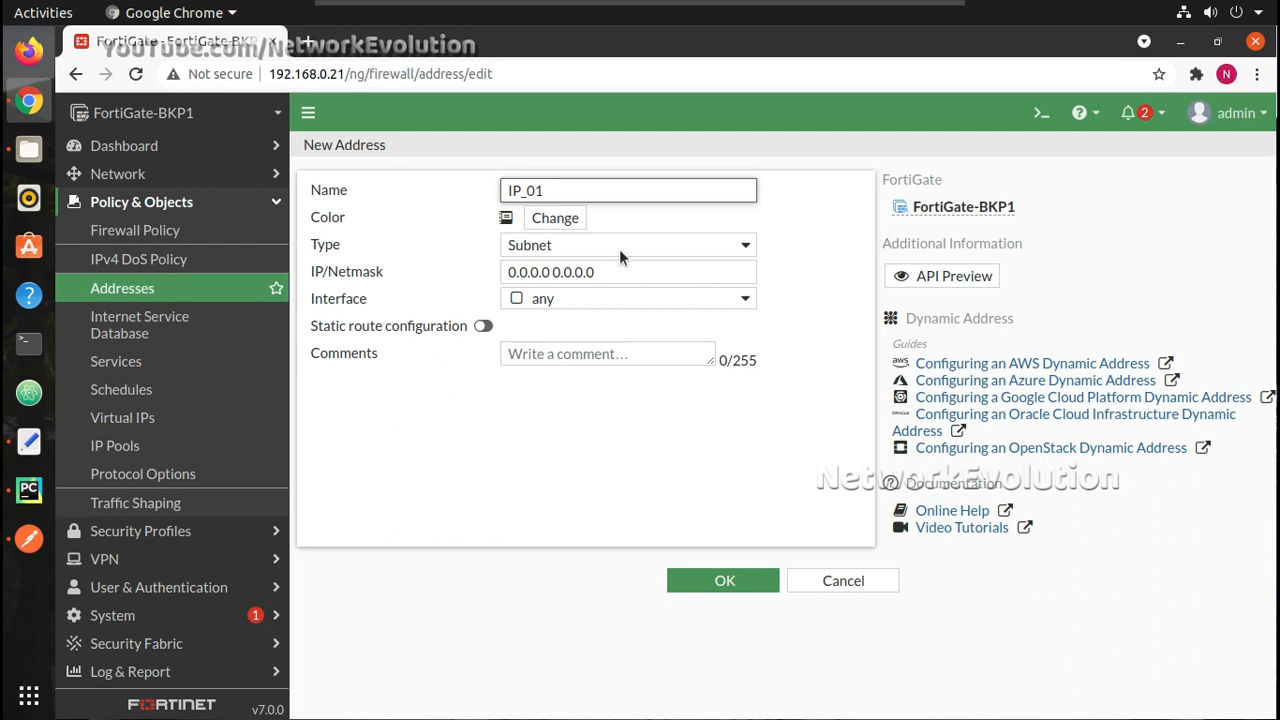 Activities
Google Chrome
FortiGate - FortiGate-BKP
YouTube.com/NetworkEvolution
Not secure
192.168.0.21/ng/firewall/address/edit
N
FortiGate-BKP1
2
admin
Dashboard
Network
Policy & Objects
Firewall Policy
IPv4 DoS Policy
Addresses
Internet Service
Database
Services
Schedules
Virtual IPs
IP Pools
Protocol Options
Traffic Shaping
Security Profiles
VPN
User & Authentication
System
1
Security Fabric
Log & Report
FORTINET
v7.0.0
New Address
Name
IP_01
Color
Change
Type
Subnet
IP/Netmask
0.0.0.0 0.0.0.0
Interface
any
Static route configuration
Comments
Write a comment...
0/255
OK
Cancel
FortiGate
FortiGate-BKP1
Additional Information
API Preview
Dynamic Address
Guides
aws
Configuring an AWS Dynamic Address
Configuring an Azure Dynamic Address
Configuring a Google Cloud Platform Dynamic Address
ORACLE
Configuring an Oracle Cloud Infrastructure Dynamic
Address
Configuring an OpenStack Dynamic Address
NetworkEvolution
Documentation
Online Help
Video Tutorials
PC